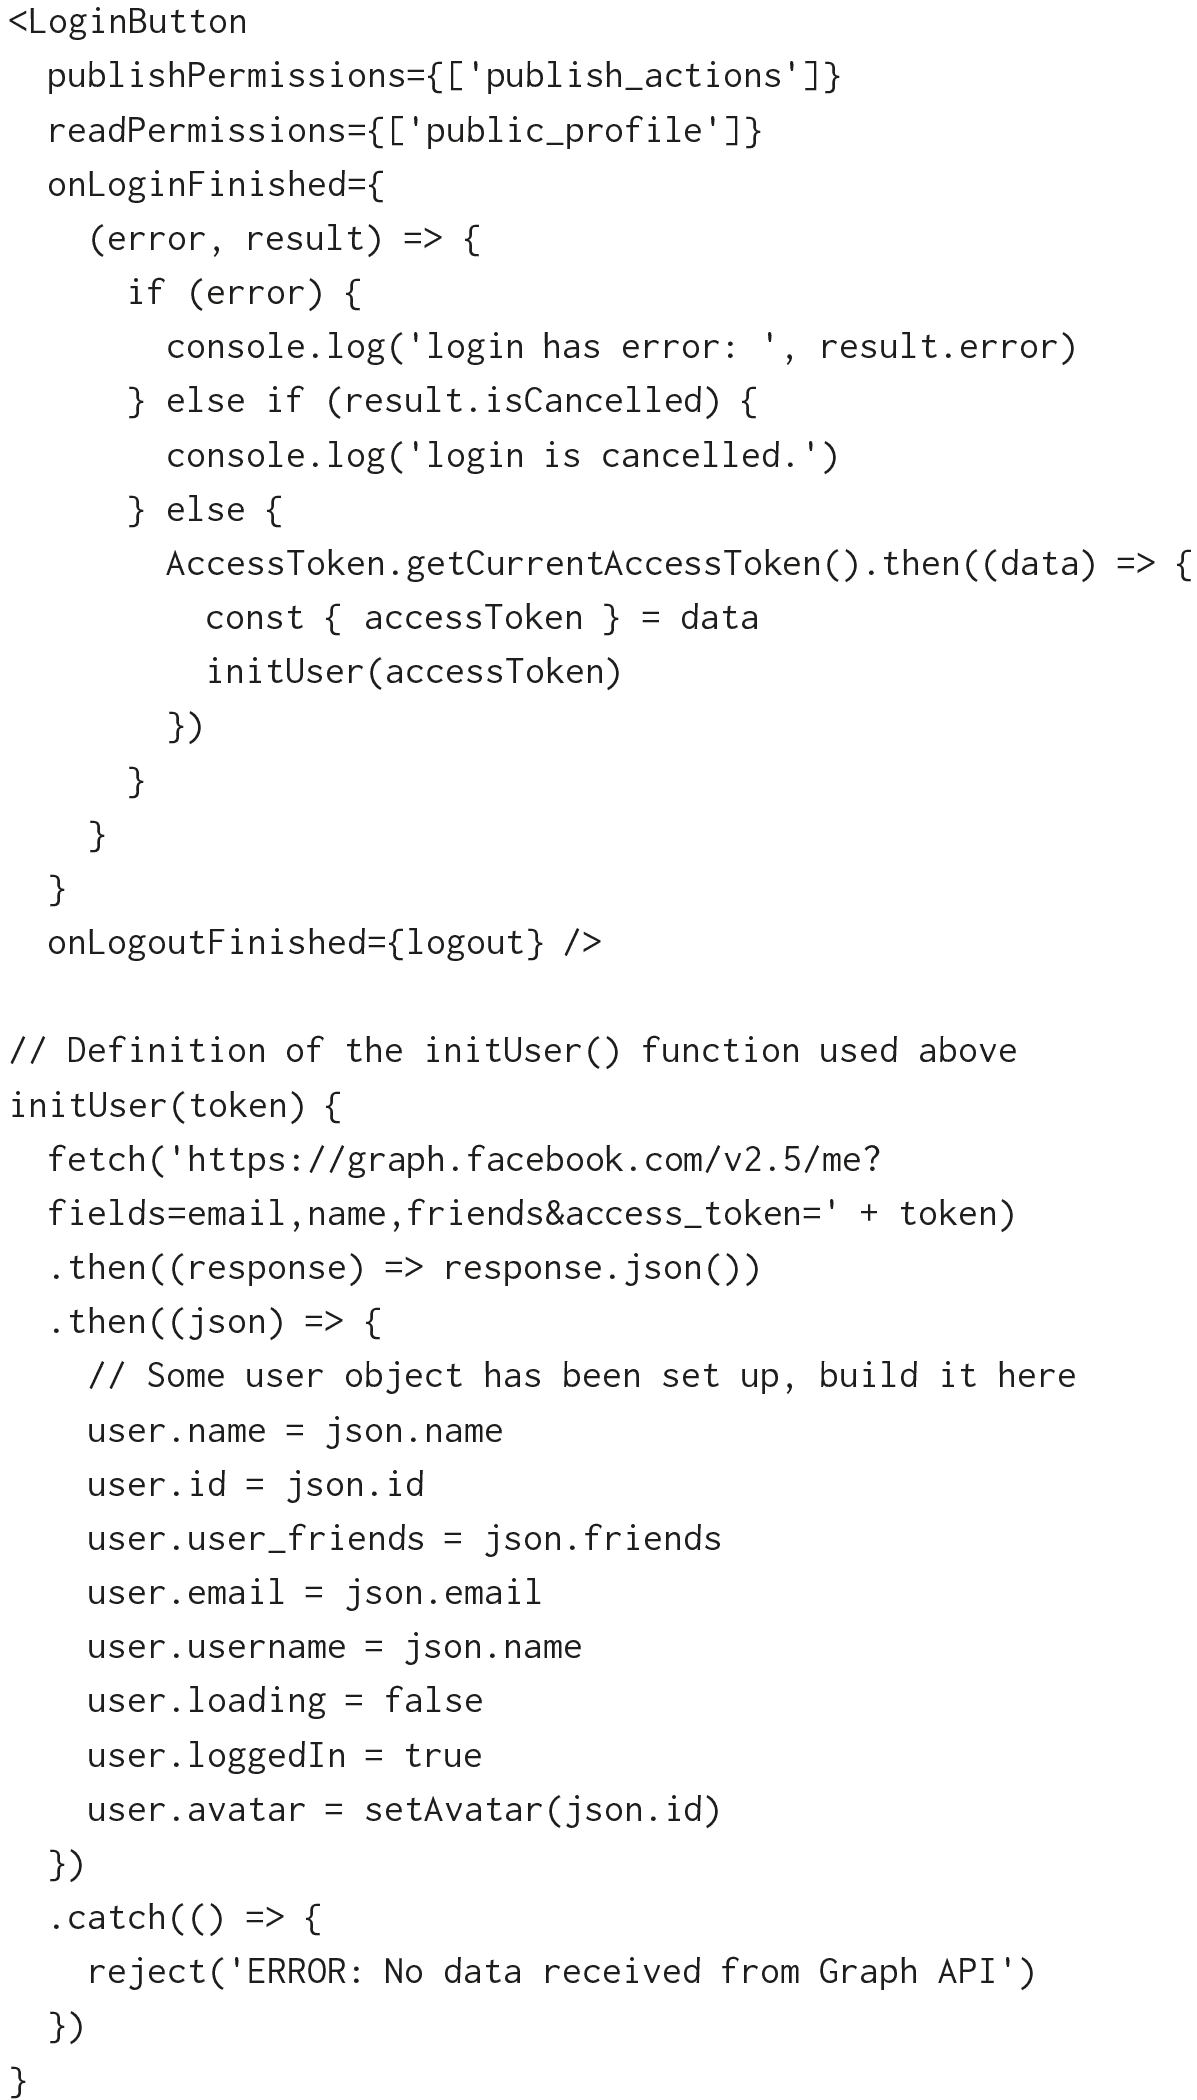 <LoginButton
  publishPermissions={['publish_actions']}
  readPermissions={['public_profile']}
  onLoginFinished={
    (error, result) => {
      if (error) {
        console.log('login has error: ', result.error)
      } else if (result.isCancelled) {
        console.log('login is cancelled.')
      } else {
        AccessToken.getCurrentAccessToken().then((data) => {
          const { accessToken } = data
          initUser(accessToken)
        })
      }
    }
  }
  onLogoutFinished={logout} />

// Definition of the initUser() function used above
initUser(token) {
  fetch('https://graph.facebook.com/v2.5/me?
  fields=email,name,friends&access_token=' + token)
  .then((response) => response.json())
  .then((json) => {
    // Some user object has been set up, build it here
    user.name = json.name
    user.id = json.id
    user.user_friends = json.friends
    user.email = json.email
    user.username = json.name
    user.loading = false
    user.loggedIn = true
    user.avatar = setAvatar(json.id)
  })
  .catch(() => {
    reject('ERROR: No data received from Graph API')
  })
}